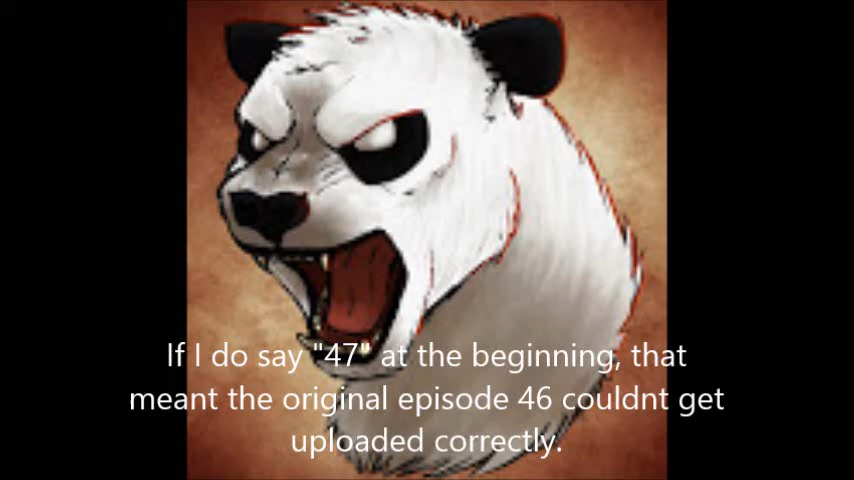 If I do say "47" at the beginning, that
meant the original episode 46 couldnt get
uploaded correctly.